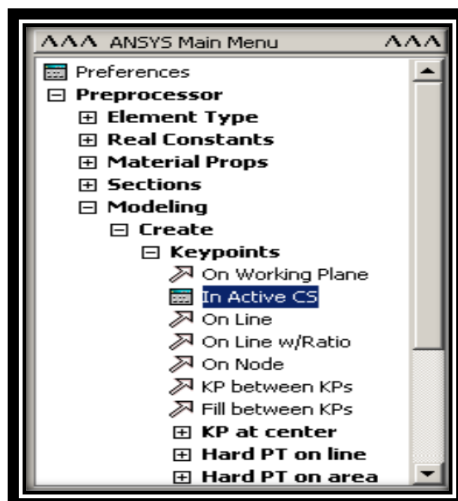 ANSYS Main Menu
Preferences
Preprocessor
Element Type
Real Constants
Material Props
Sections
Modeling
Create
Keypoints
On Working Plane
In Active CS
On Line
On Line w/Ratio
On Node
KP between KPs
Fill between KPs
KP at center
Hard PT on line
Hard PT on area